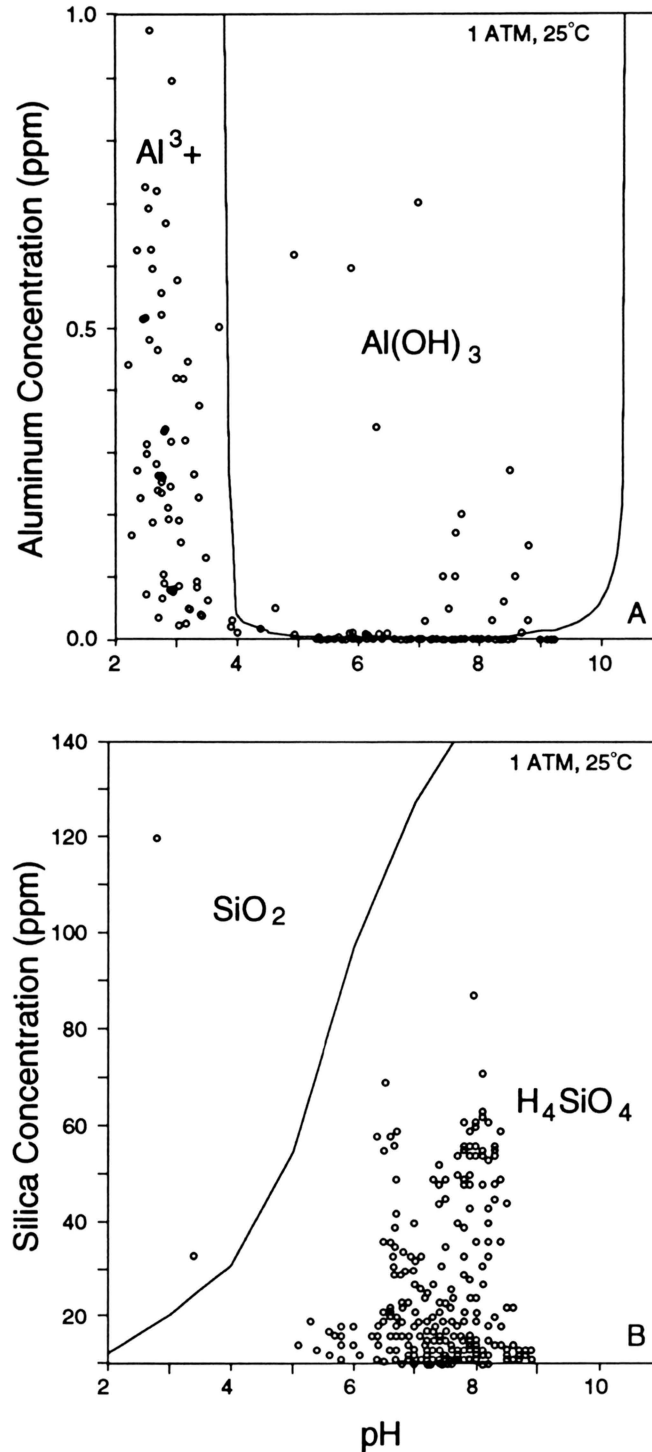 1 ATM, 25°C
1.0
0.5
0.0
Aluminum Concentration (ppm)
Al³+
Al(OH)₃
A
2 4 6 8 10
1 ATM, 25°C
140
120
100
80
60
40
20
Silica Concentration (ppm)
SiO₂
H₄SiO₄
B
2 4 6 8 10
pH